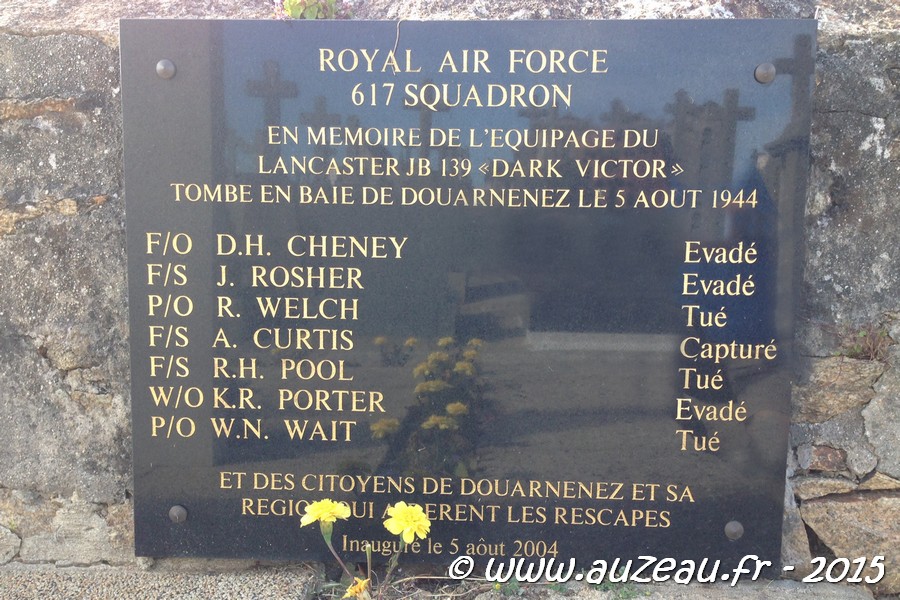 ROYAL AIR FORCE
617 SQUADRON
EN MEMOIRE DE L'EQUIPAGE DU
LANCASTER JB 139 «DARK VICTOR»
TOMBE EN BAIE DE DOUARNENEZ LE 5 AOUT 1944
F/O D.H. CHENEY Evadé
F/S J. ROSHER Evadé
P/O R. WELCH Tué
F/S A. CURTIS Capturé
F/S R.H. POOL Tué
W/O K.R. PORTER Evadé
P/O W.N. WAIT Tué
ET DES CITOYENS DE DOUARNENEZ ET SA
REGION QUI AIDERENT LES RESCAPES
Inauguré le 5 aôut 2004
© www.auzeau.fr - 2015